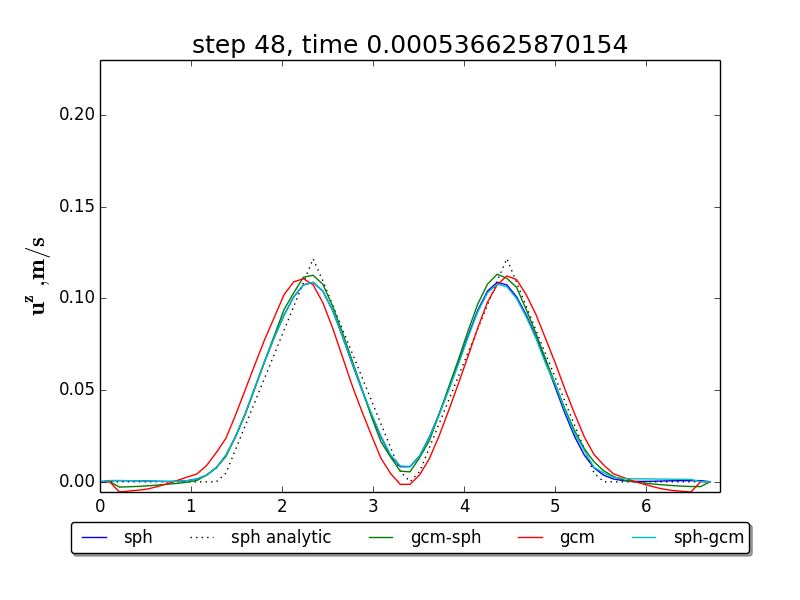 step 48, time 0.000536625870154
0.20
0.15
0.10
0.05
0.00
u^z ,m/s
0 1 2 3 4 5 6
sph sph analytic gcm-sph gcm sph-gcm